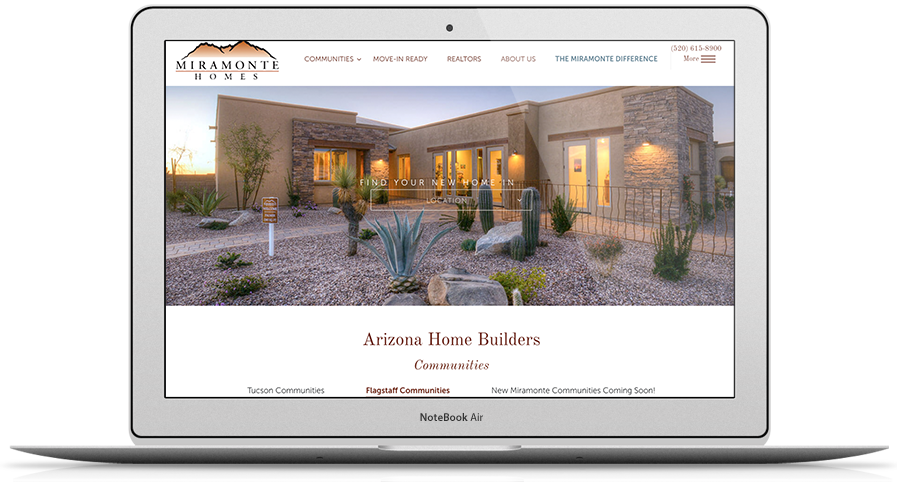 MIRAMONTE
HOMES
COMMUNITIES
MOVE-IN READY
REALTORS
ABOUT US
THE MIRAMONTE DIFFERENCE
(520) 615-8900
More
FIND YOUR NEW HOME IN
LOCATION
Arizona Home Builders
Communities
Tucson Communities
Flagstaff Communities
New Miramonte Communities Coming Soon!
NoteBook Air